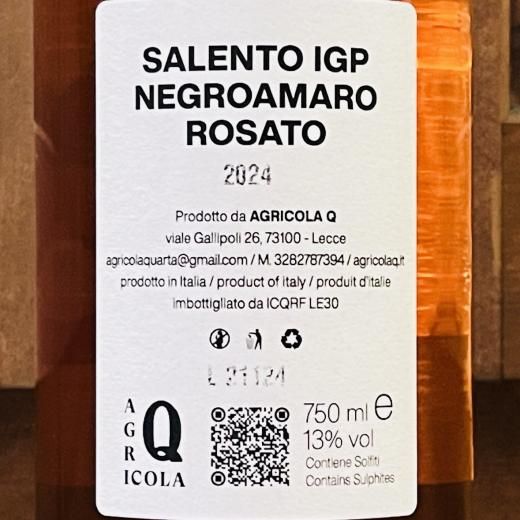 SALENTO IGP
NEGROAMARO
ROSATO
2024
Prodotto da AGRICOLA Q
viale Gallipoli 26, 73100 - Lecce
agricolaquarta@gmail.com / M. 3282787394 / agricolaq.it
prodotto in Italia / product of italy / produit d'italie
imbottigliato da ICQRF LE30
L 21124
AGRICOLA
Q
750 ml e
13% vol
Contiene Solfiti
Contains Sulphites